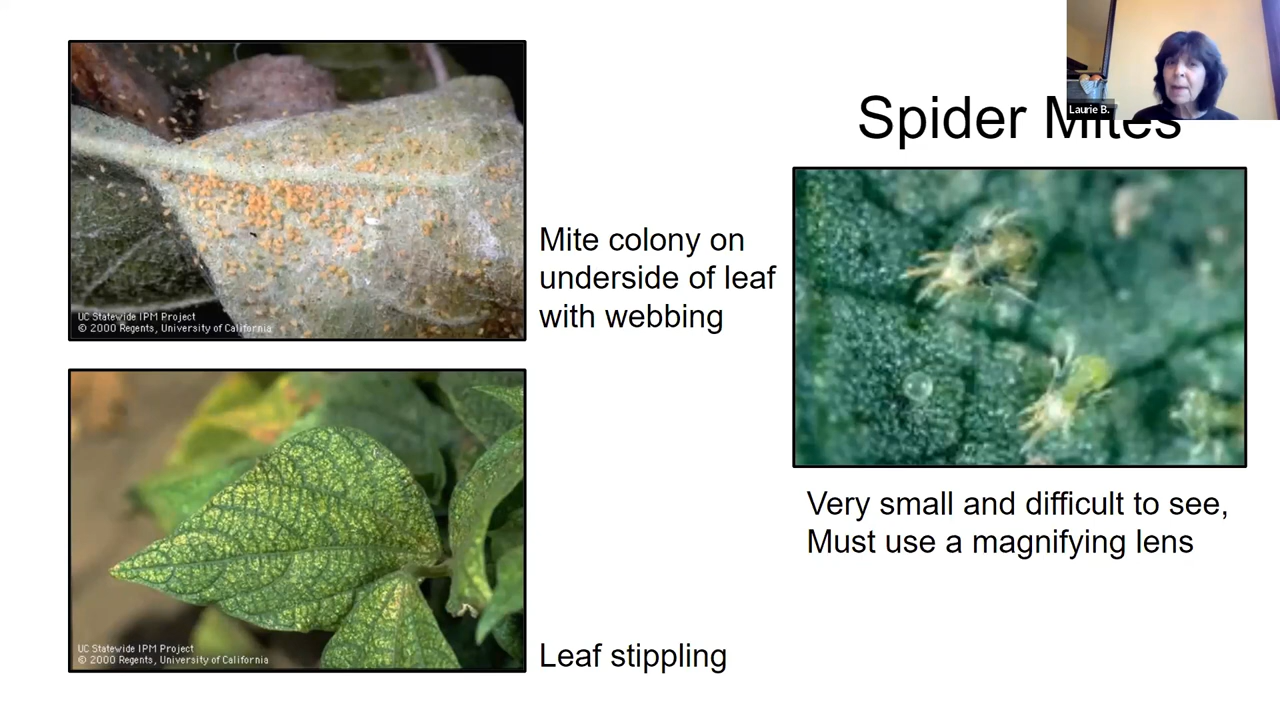 Laurie B.
Spider Mites
Mite colony on
underside of leaf
with webbing
UC Statewide IPM Project
© 2000 Regents, University of California
Very small and difficult to see,
Must use a magnifying lens
UC Statewide IPM Project
© 2000 Regents, University of California
Leaf stippling